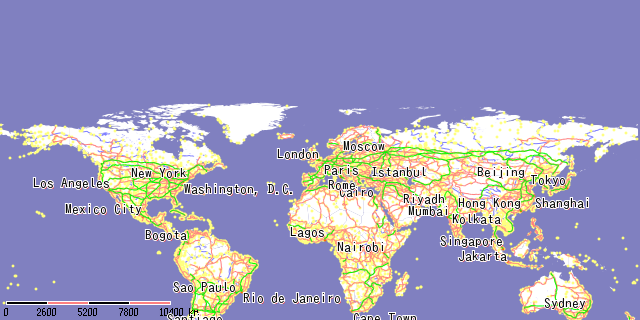 Moscow
London
New York
Paris
Istanbul
Beijing
Los Angeles
Washington, D.C.
Rome
Cairo
Tokyo
Riyadh
Hong Kong
Shanghai
Mexico City
Mumbai
Kolkata
Bogota
Lagos
Nairobi
Singapore
Jakarta
Sao Paulo
Rio de Janeiro
Sydney
0 2600 5200 7800 10400 km
Santiago
Cape Town